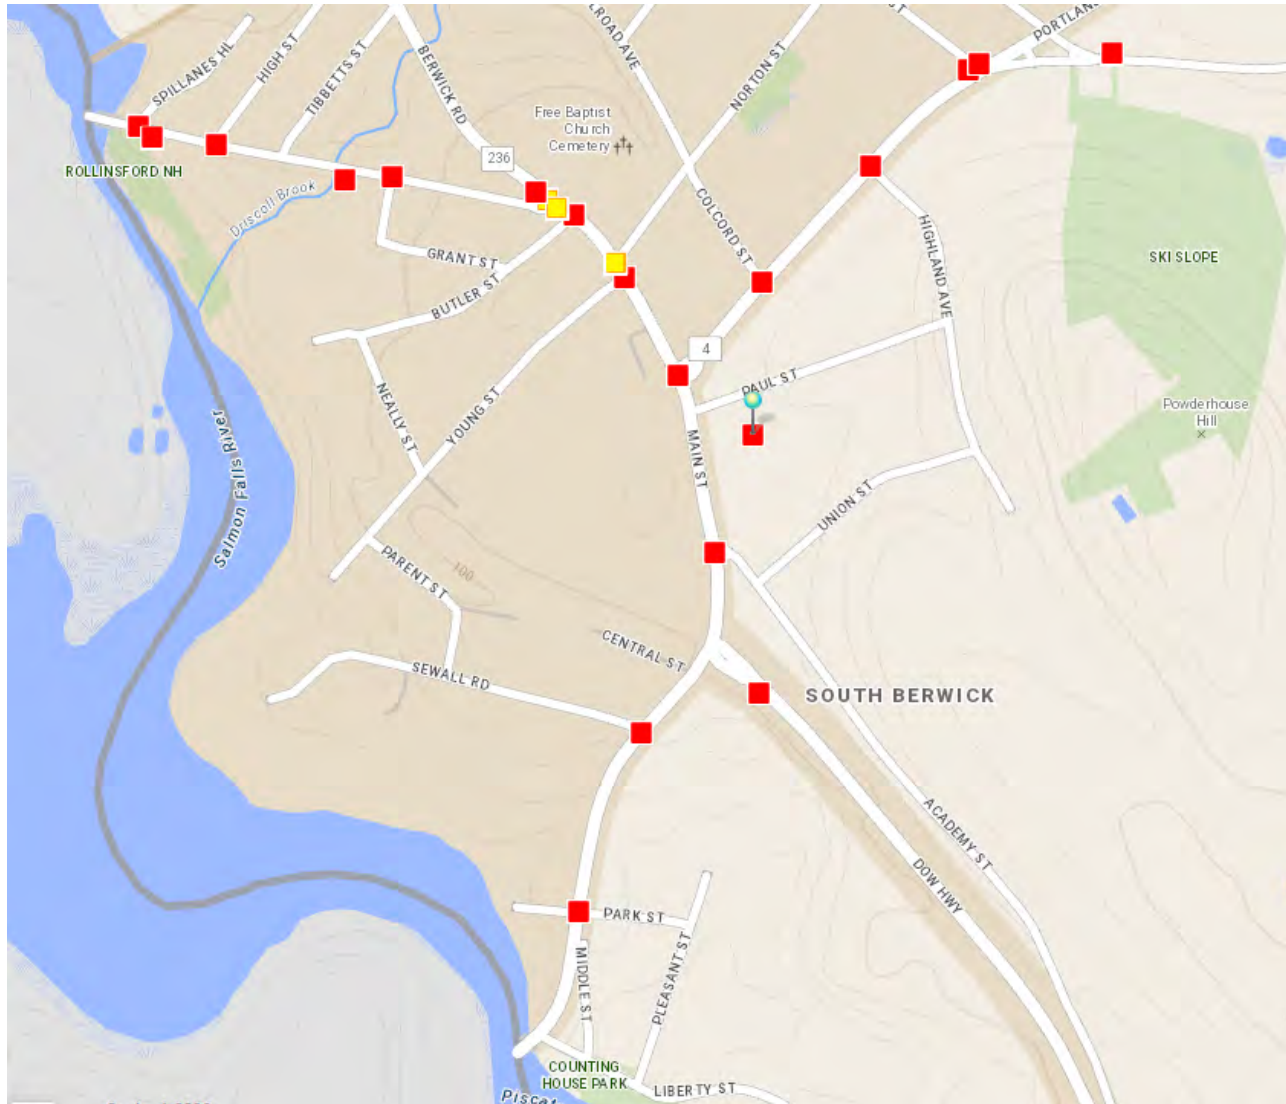 LROAD AVE
ST
PORTLAN
SPILLANES HL
HIGH ST
TIBBETTS ST
BERWICK RD
NORTON ST
Free Baptist
Church
Cemetery
236
ROLLINSFORD NH
Driscoll Brook
COLCORD ST
HIGHLAND AVE
GRANT ST
SKI SLOPE
BUTLER ST
4
PAUL ST
NEALLY ST
YOUNG ST
Powderhouse
Hill
Salmon Falls River
MAIN ST
UNION ST
PARENT ST
100
CENTRAL ST
SEWALL RD
SOUTH BERWICK
ACADEMY ST
DOW HWY
PARK ST
MIDDLE ST
PLEASANT ST
COUNTING
HOUSE PARK
LIBERTY ST
Piscat